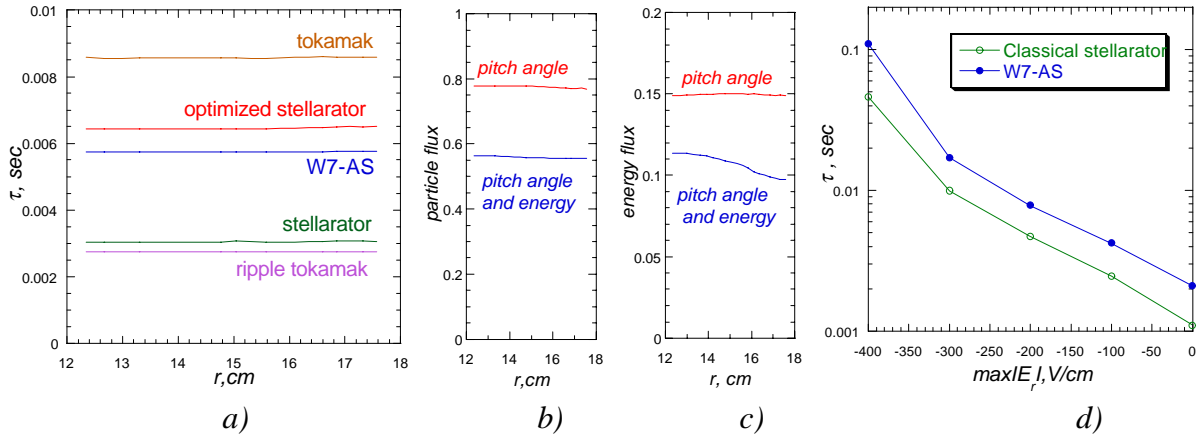 0.01
0.008
0.006
0.004
0.002
0
τ, sec
tokamak
optimized stellarator
W7-AS
stellarator
ripple tokamak
12 13 14 15 16 17 18
r,cm
a)
1
0.8
0.6
0.4
0.2
0
particle flux
pitch angle
pitch angle
and energy
12 14 16 18
r,cm
b)
0.2
0.15
0.1
0.05
0
energy flux
pitch angle
pitch angle
and energy
12 14 16 18
r, cm
c)
0.1
0.01
0.001
τ, sec
Classical stellarator
W7-AS
-400 -350 -300 -250 -200 -150 -100 -50 0
maxIErI,V/cm
d)